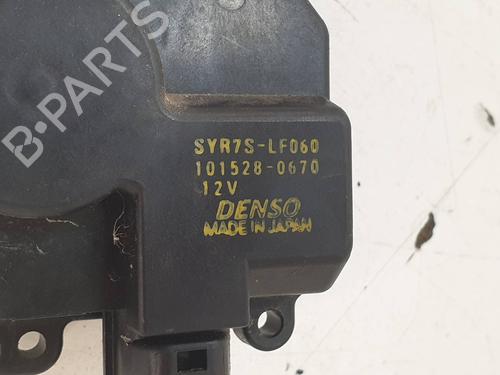 B-PARTS
SYR7S-LF060
101528-0670
12V
DENSO
MADE IN JAPAN